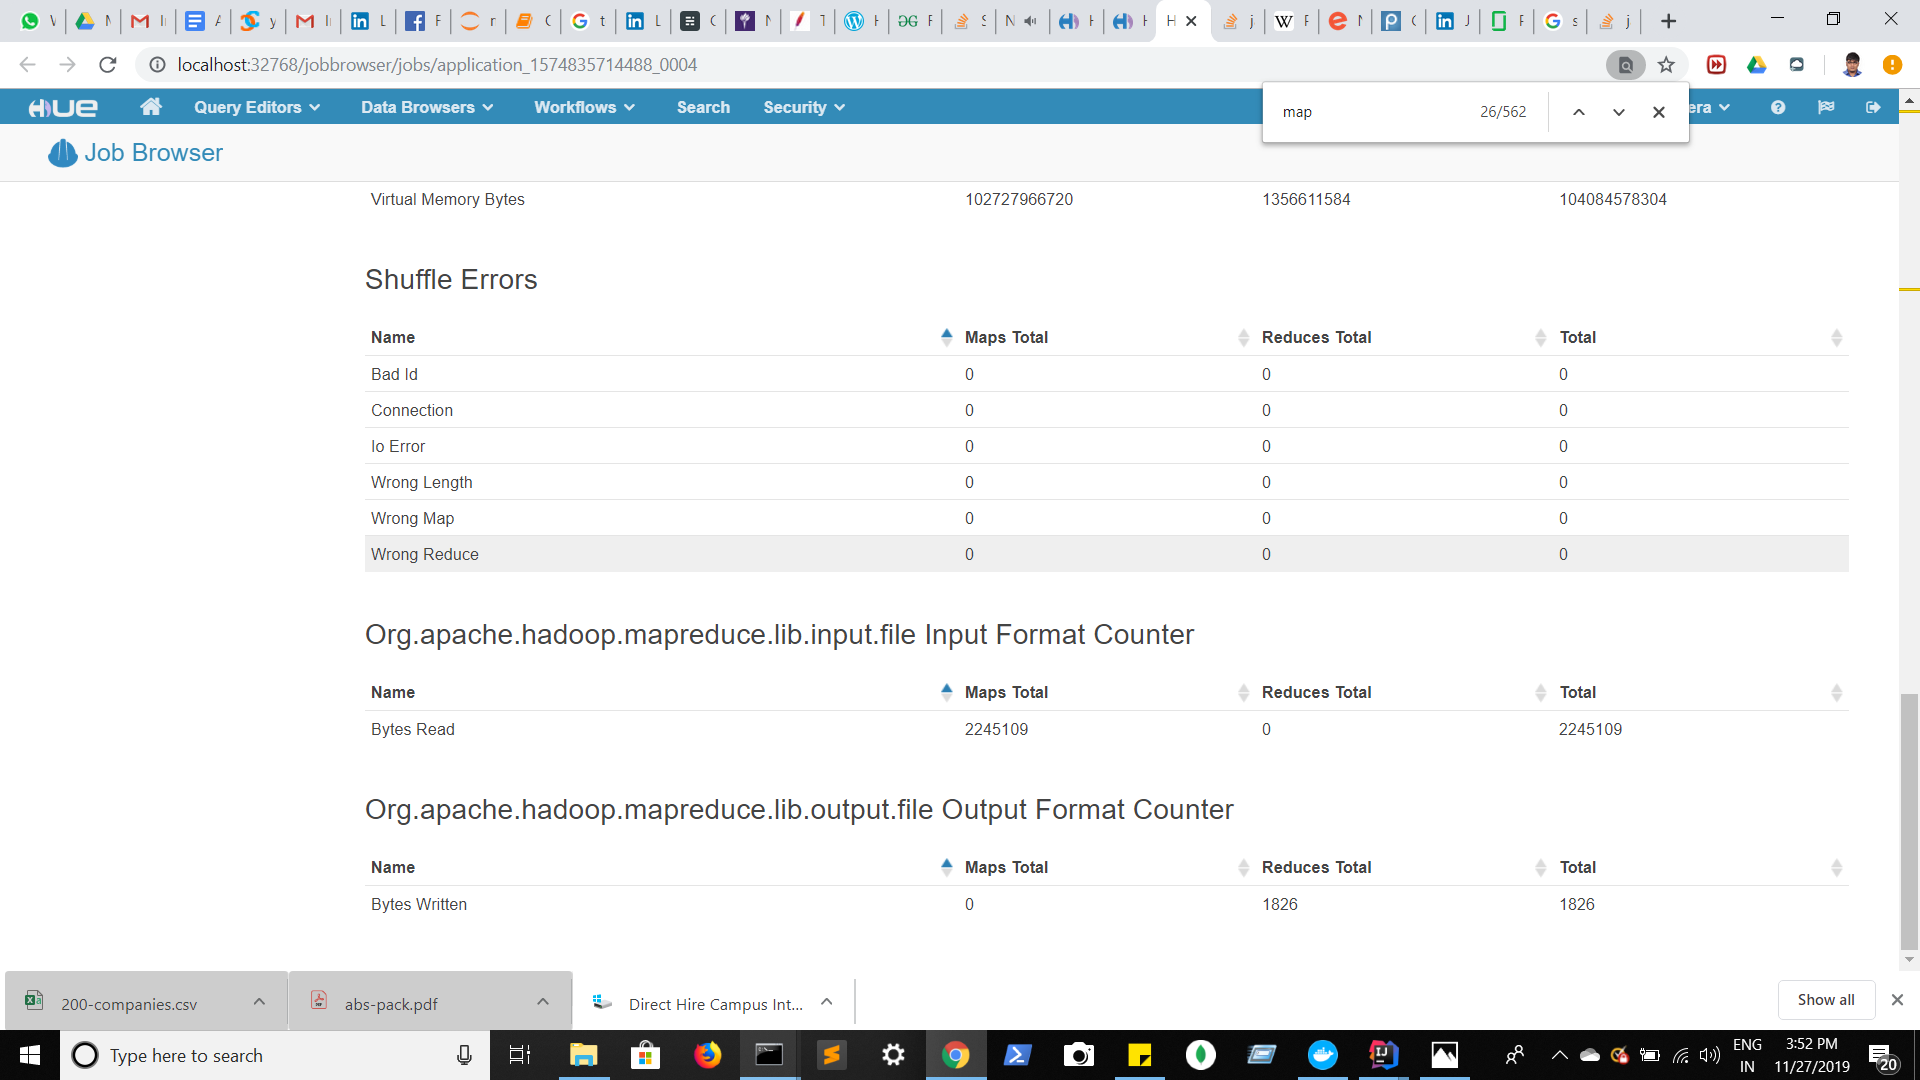 localhost:32768/jobbrowser/jobs/application_1574835714488_0004
map 26/562
HUE Query Editors Data Browsers Workflows Search Security era
Job Browser
Virtual Memory Bytes 102727966720 1356611584 104084578304
Shuffle Errors
Name Maps Total Reduces Total Total
Bad Id 0 0 0
Connection 0 0 0
Io Error 0 0 0
Wrong Length 0 0 0
Wrong Map 0 0 0
Wrong Reduce 0 0 0
Org.apache.hadoop.mapreduce.lib.input.file Input Format Counter
Name Maps Total Reduces Total Total
Bytes Read 2245109 0 2245109
Org.apache.hadoop.mapreduce.lib.output.file Output Format Counter
Name Maps Total Reduces Total Total
Bytes Written 0 1826 1826
200-companies.csv abs-pack.pdf Direct Hire Campus Int... Show all
Type here to search
ENG
IN
3:52 PM
11/27/2019
20